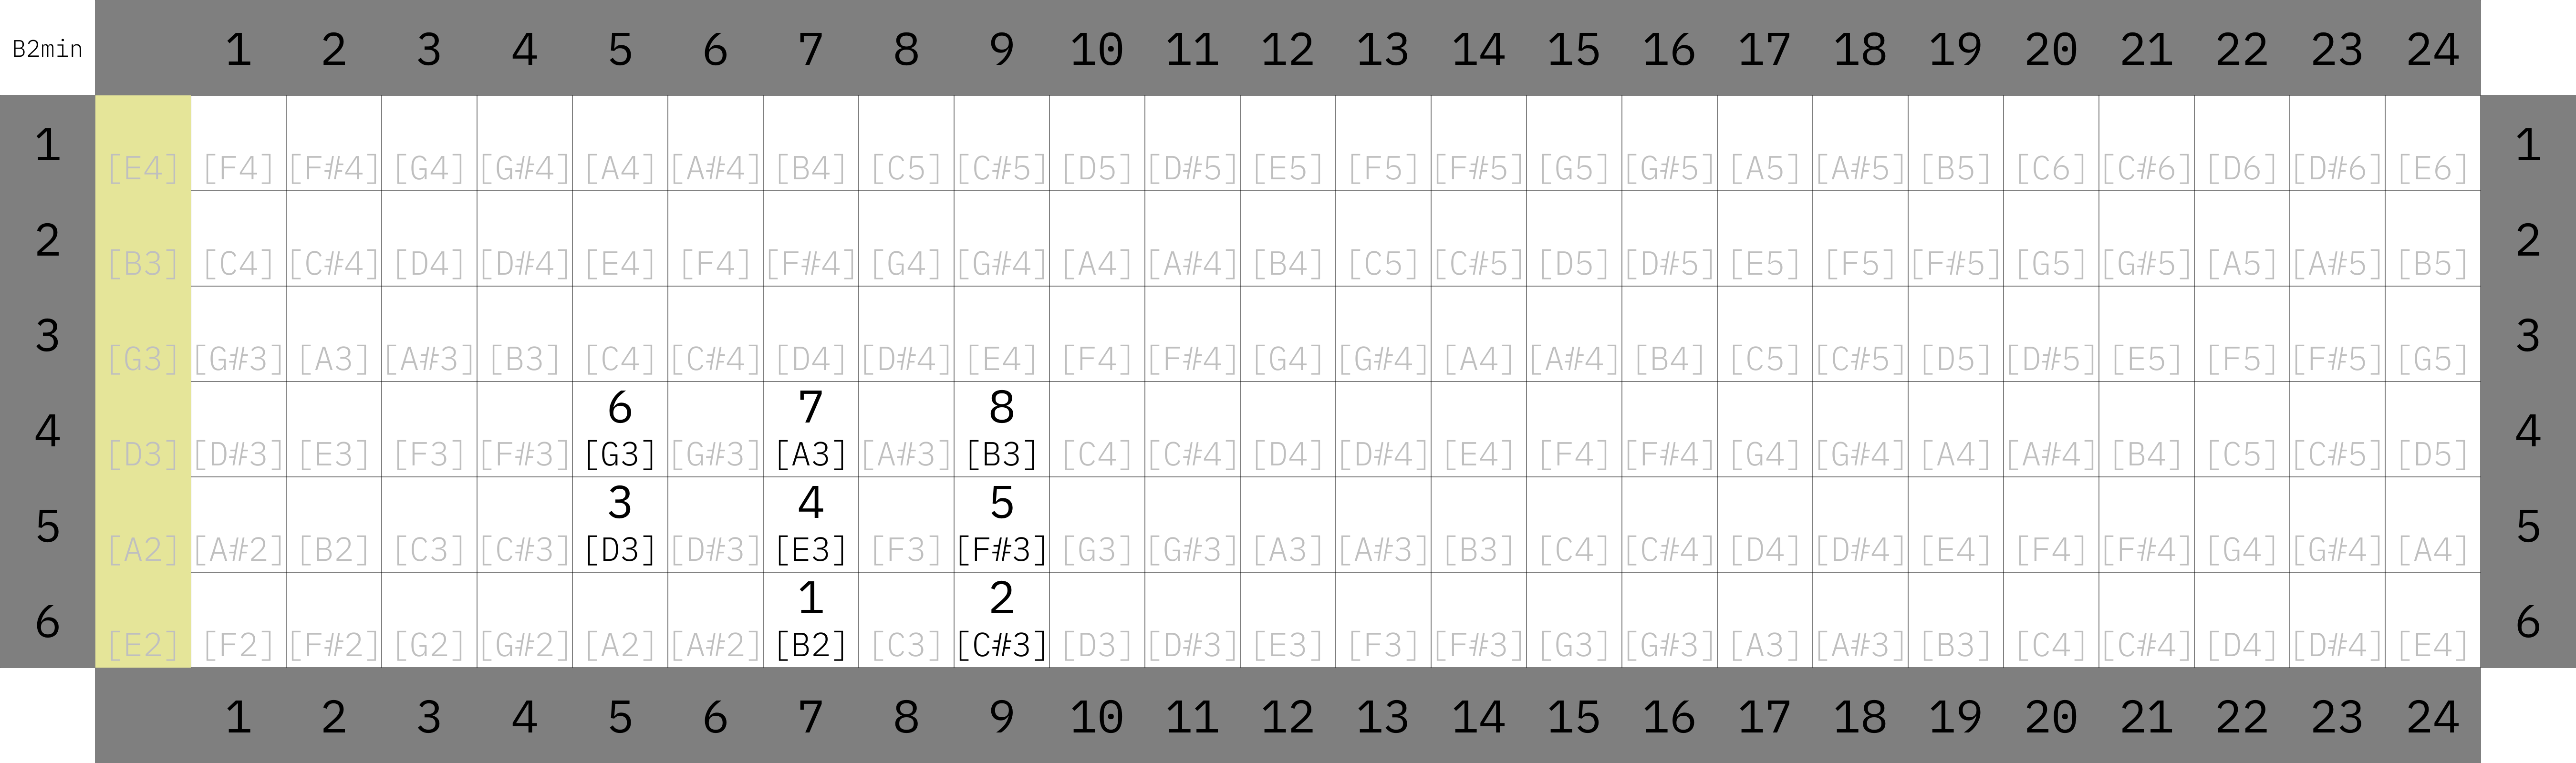 B2min 1 2 3 4 5 6 7 8 9 10 11 12 13 14 15 16 17 18 19 20 21 22 23 24
1 [E4] [F4] [F#4] [G4] [G#4] [A4] [A#4] [B4] [C5] [C#5] [D5] [D#5] [E5] [F5] [F#5] [G5] [G#5] [A5] [A#5] [B5] [C6] [C#6] [D6] [D#6] [E6] 1
2 [B3] [C4] [C#4] [D4] [D#4] [E4] [F4] [F#4] [G4] [G#4] [A4] [A#4] [B4] [C5] [C#5] [D5] [D#5] [E5] [F5] [F#5] [G5] [G#5] [A5] [A#5] [B5] 2
3 [G3] [G#3] [A3] [A#3] [B3] [C4] [C#4] [D4] [D#4] [E4] [F4] [F#4] [G4] [G#4] [A4] [A#4] [B4] [C5] [C#5] [D5] [D#5] [E5] [F5] [F#5] [G5] 3
6 7 8
4 [D3] [D#3] [E3] [F3] [F#3] [G3] [G#3] [A3] [A#3] [B3] [C4] [C#4] [D4] [D#4] [E4] [F4] [F#4] [G4] [G#4] [A4] [A#4] [B4] [C5] [C#5] [D5] 4
3 4 5
5 [A2] [A#2] [B2] [C3] [C#3] [D3] [D#3] [E3] [F3] [F#3] [G3] [G#3] [A3] [A#3] [B3] [C4] [C#4] [D4] [D#4] [E4] [F4] [F#4] [G4] [G#4] [A4] 5
1 2
6 [E2] [F2] [F#2] [G2] [G#2] [A2] [A#2] [B2] [C3] [C#3] [D3] [D#3] [E3] [F3] [F#3] [G3] [G#3] [A3] [A#3] [B3] [C4] [C#4] [D4] [D#4] [E4] 6
1 2 3 4 5 6 7 8 9 10 11 12 13 14 15 16 17 18 19 20 21 22 23 24